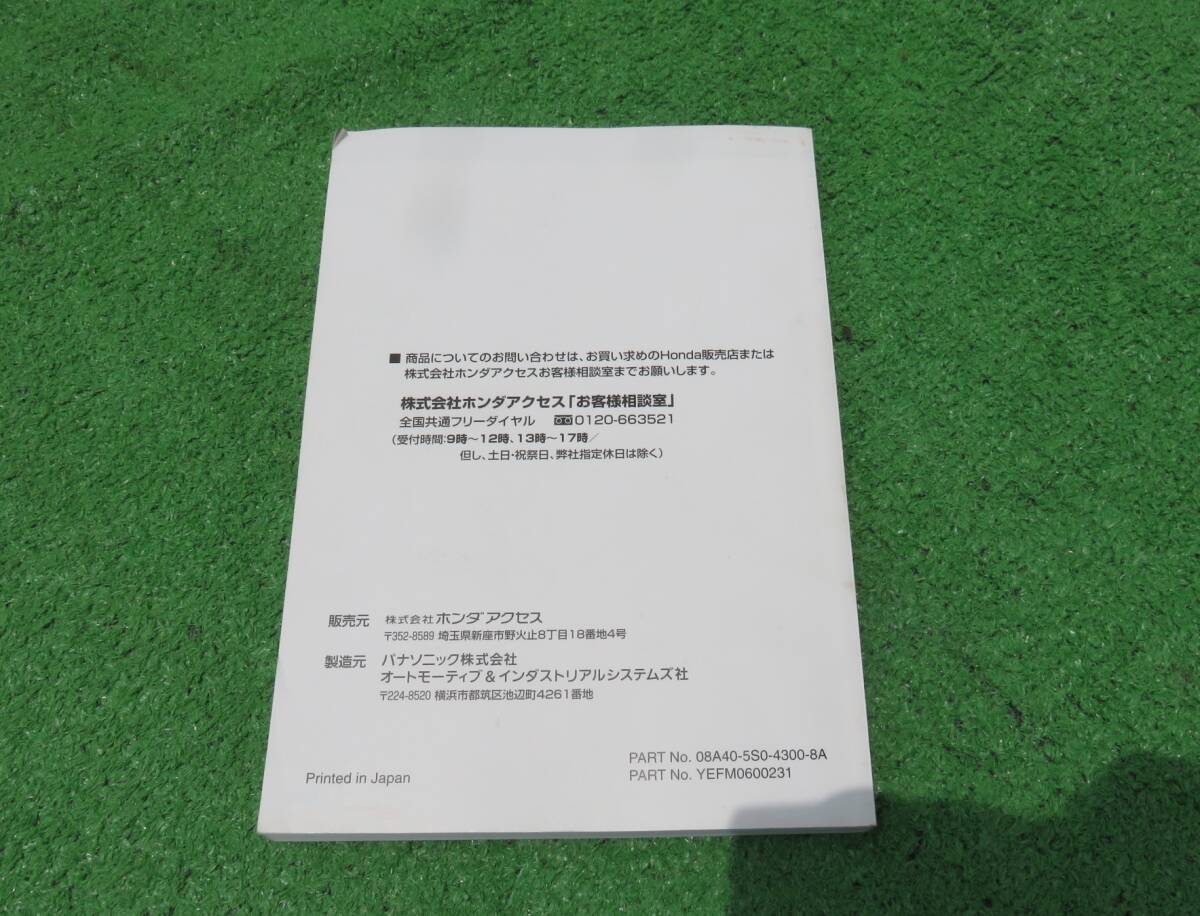 ■ 商品についてのお問い合わせは、お買い求めのHonda販売店または
株式会社ホンダアクセスお客様相談室までお願いします。
株式会社ホンダアクセス「お客様相談室」
全国共通フリーダイヤル 0120-663521
（受付時間:9時〜12時、13時〜17時／
但し、土日・祝祭日、弊社指定休日は除く）
販売元 株式会社ホンダアクセス
〒352-8589 埼玉県新座市野火止8丁目18番地4号
製造元 パナソニック株式会社
オートモーティブ&インダストリアルシステムズ社
〒224-8520 横浜市都筑区池辺町4261番地
PART No. 08A40-5S0-4300-8A
Printed in Japan PART No. YEFM0600231